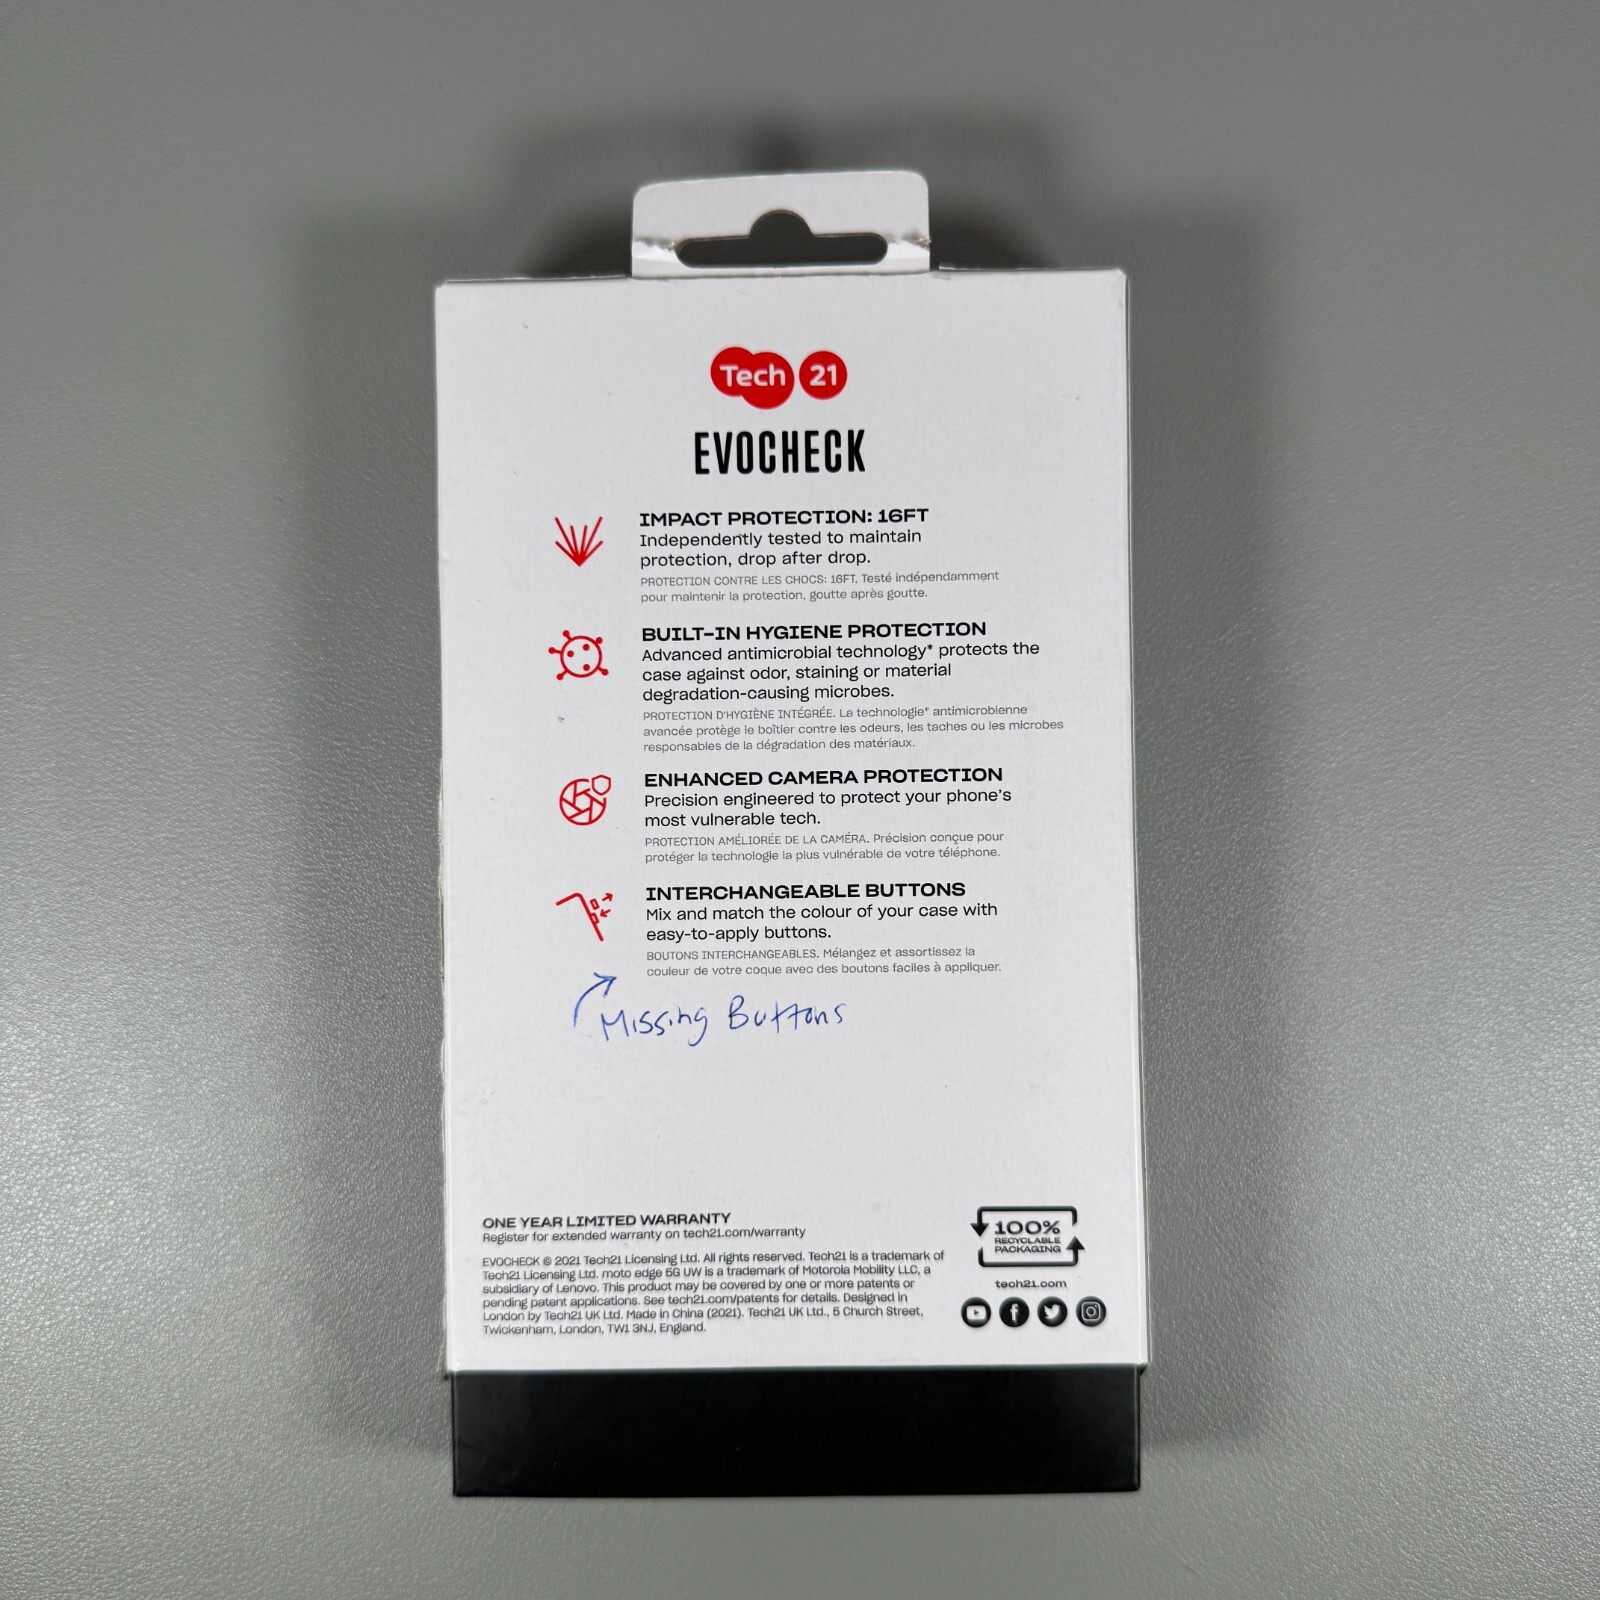 Tech 21
EVOCHECK
IMPACT PROTECTION: 16FT
Independently tested to maintain
protection, drop after drop.
PROTECTION CONTRE LES CHOCS: 16FT. Testé indépendamment
pour maintenir la protection, goutte après goutte.
BUILT-IN HYGIENE PROTECTION
Advanced antimicrobial technology* protects the
case against odor, staining or material
degradation-causing microbes.
PROTECTION D'HYGIÈNE INTÉGRÉE. La technologie* antimicrobienne
avancée protège le boîtier contre les odeurs, les taches ou les microbes
responsables de la dégradation des matériaux.
ENHANCED CAMERA PROTECTION
Precision engineered to protect your phone's
most vulnerable tech.
PROTECTION AMÉLIORÉE DE LA CAMÉRA. Précision conçue pour
protéger la technologie la plus vulnérable de votre téléphone.
INTERCHANGEABLE BUTTONS
Mix and match the colour of your case with
easy-to-apply buttons.
BOUTONS INTERCHANGEABLES. Mélangez et assortissez la
couleur de votre coque avec des boutons faciles à appliquer.
Missing Buttons
ONE YEAR LIMITED WARRANTY
Register for extended warranty on tech21.com/warranty
EVOCHECK © 2021 Tech21 Licensing Ltd. All rights reserved. Tech21 is a trademark of
Tech21 Licensing Ltd. moto edge 5G UW is a trademark of Motorola Mobility LLC, a
subsidiary of Lenovo. This product may be covered by one or more patents or
pending patent applications. See tech21.com/patents for details. Designed in
London by Tech21 UK Ltd. Made in China (2021). Tech21 UK Ltd., 5 Church Street,
Twickenham, London, TW1 3NJ, England.
100%
RECYCLABLE
PACKAGING
tech21.com